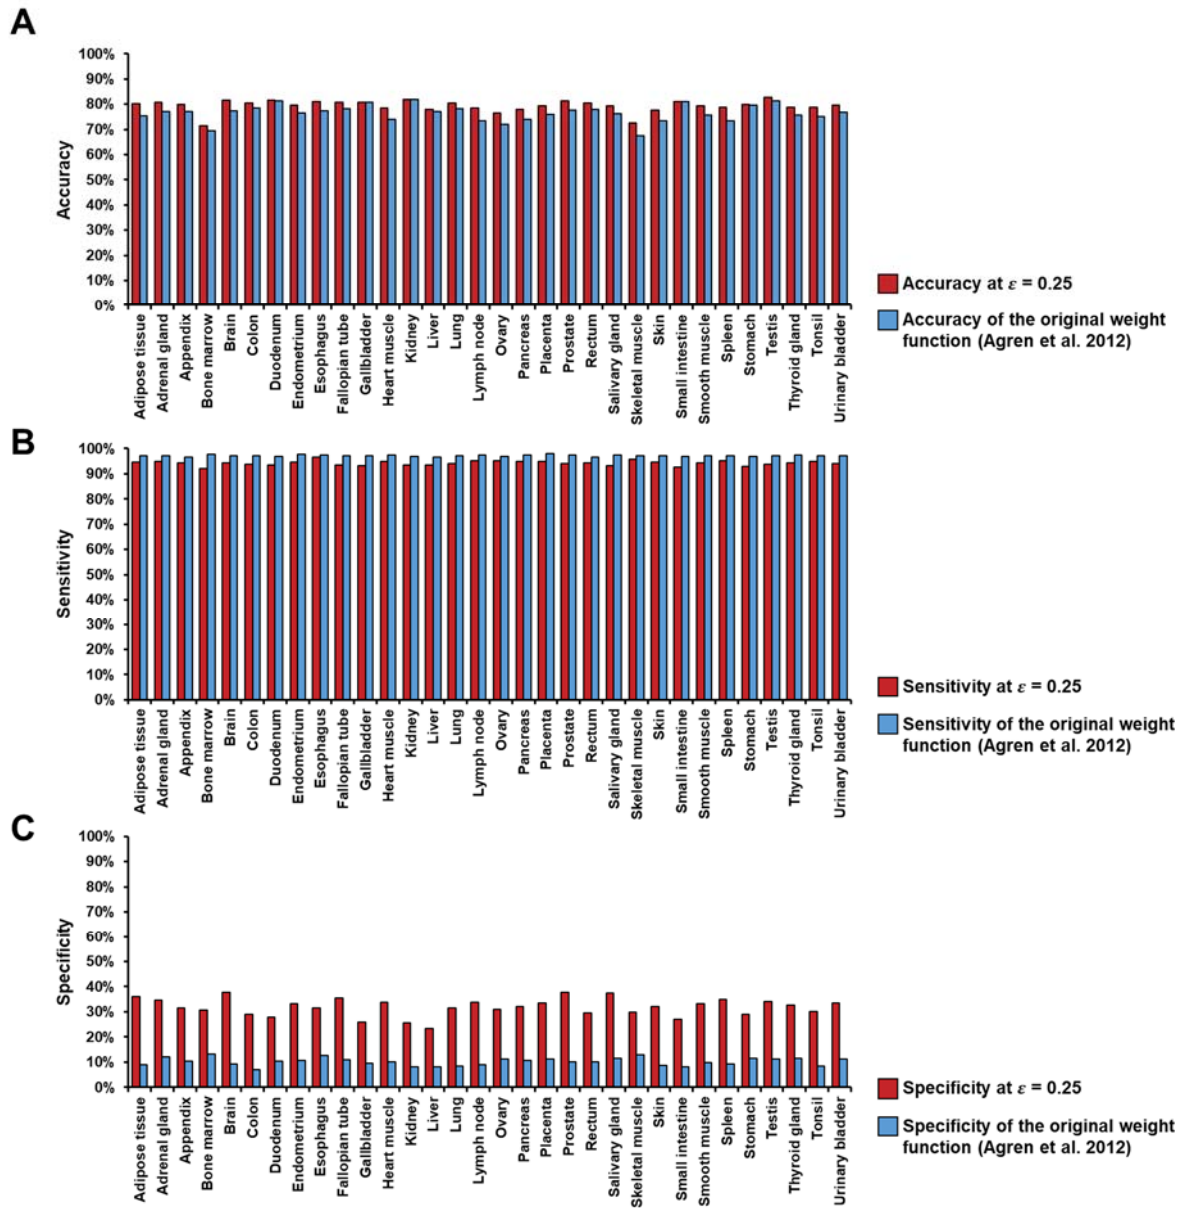 A
100%
90%
80%
70%
60%
50%
40%
30%
20%
10%
0%
Accuracy
Adipose tissue
Adrenal gland
Appendix
Bone marrow
Brain
Colon
Duodenum
Endometrium
Esophagus
Fallopian tube
Gallbladder
Heart muscle
Kidney
Liver
Lung
Lymph node
Ovary
Pancreas
Placenta
Prostate
Rectum
Salivary gland
Skeletal muscle
Skin
Small intestine
Smooth muscle
Spleen
Stomach
Testis
Thyroid gland
Tonsil
Urinary bladder
Accuracy at ε = 0.25
Accuracy of the original weight
function (Agren et al. 2012)
B
100%
90%
80%
70%
60%
50%
40%
30%
20%
10%
0%
Sensitivity
Adipose tissue
Adrenal gland
Appendix
Bone marrow
Brain
Colon
Duodenum
Endometrium
Esophagus
Fallopian tube
Gallbladder
Heart muscle
Kidney
Liver
Lung
Lymph node
Ovary
Pancreas
Placenta
Prostate
Rectum
Salivary gland
Skeletal muscle
Skin
Small intestine
Smooth muscle
Spleen
Stomach
Testis
Thyroid gland
Tonsil
Urinary bladder
Sensitivity at ε = 0.25
Sensitivity of the original weight
function (Agren et al. 2012)
C
100%
90%
80%
70%
60%
50%
40%
30%
20%
10%
0%
Specificity
Adipose tissue
Adrenal gland
Appendix
Bone marrow
Brain
Colon
Duodenum
Endometrium
Esophagus
Fallopian tube
Gallbladder
Heart muscle
Kidney
Liver
Lung
Lymph node
Ovary
Pancreas
Placenta
Prostate
Rectum
Salivary gland
Skeletal muscle
Skin
Small intestine
Smooth muscle
Spleen
Stomach
Testis
Thyroid gland
Tonsil
Urinary bladder
Specificity at ε = 0.25
Specificity of the original weight
function (Agren et al. 2012)